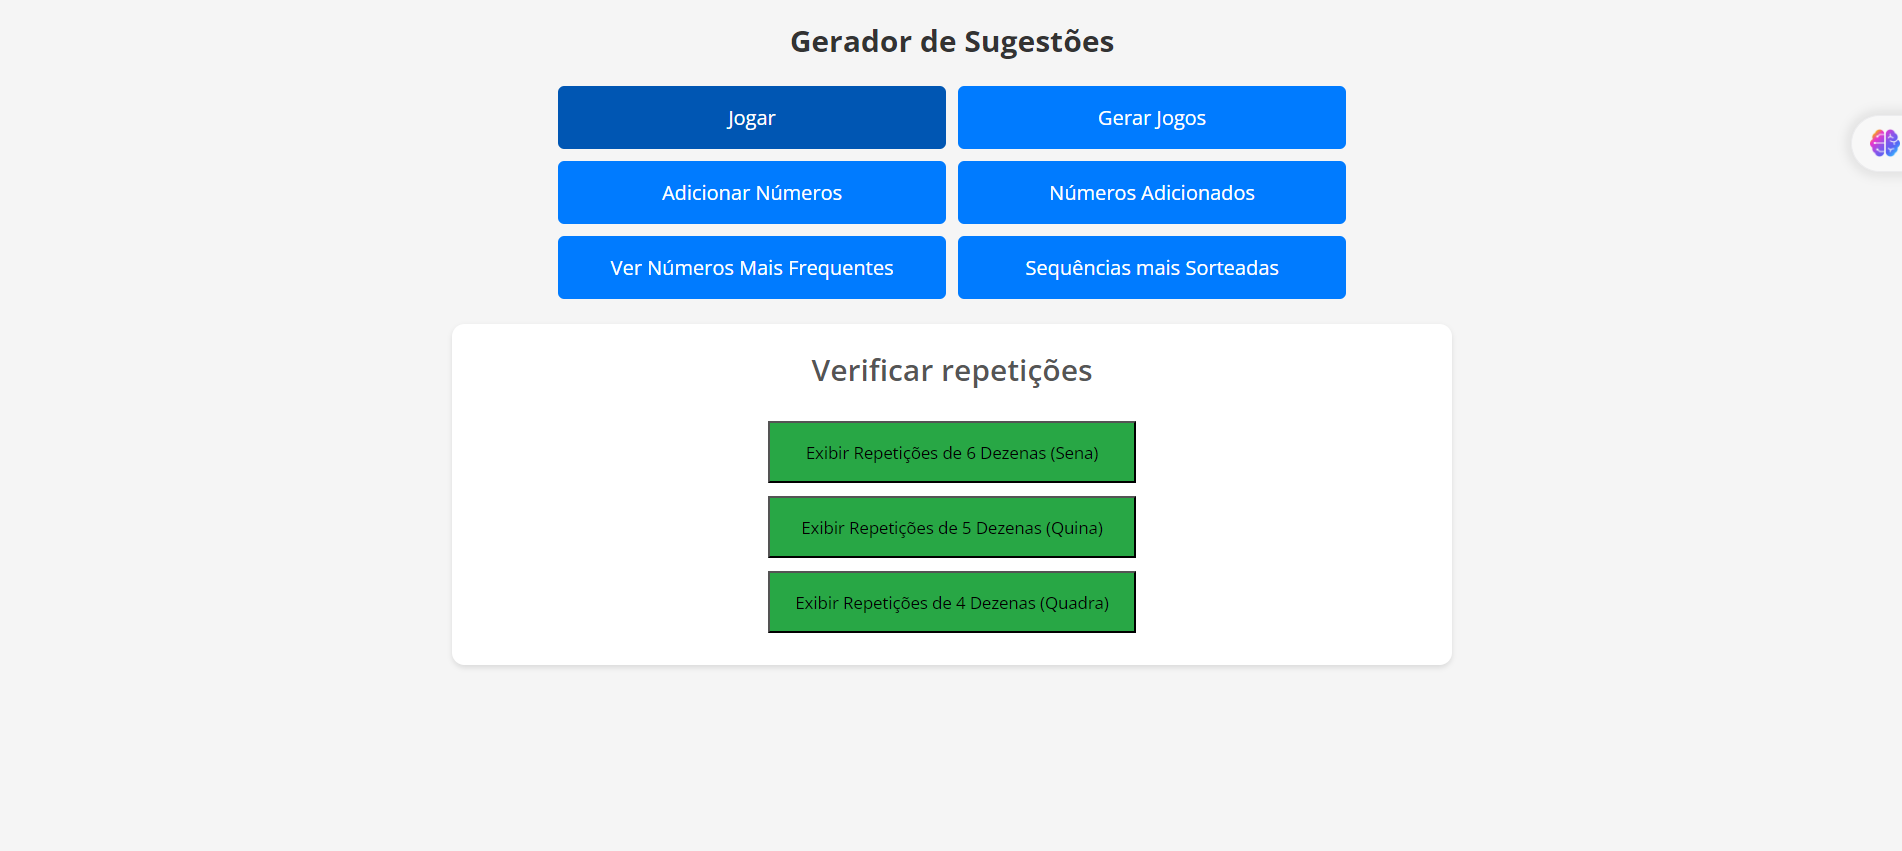 Gerador de Sugestões
Jogar
Gerar Jogos
Adicionar Números
Números Adicionados
Ver Números Mais Frequentes
Sequências mais Sorteadas
Verificar repetições
Exibir Repetições de 6 Dezenas (Sena)
Exibir Repetições de 5 Dezenas (Quina)
Exibir Repetições de 4 Dezenas (Quadra)